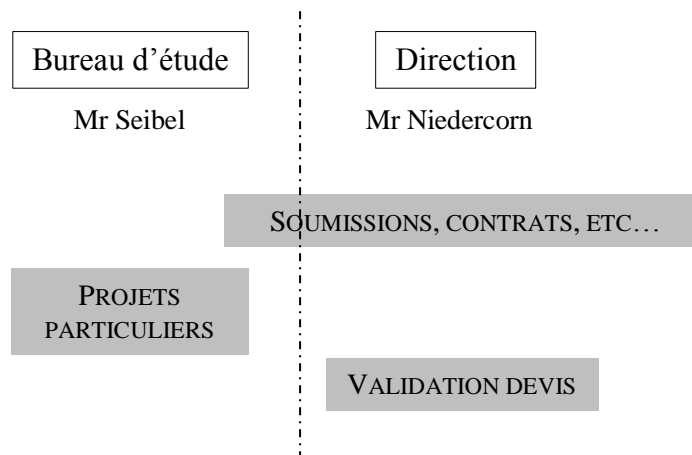 Bureau d'étude
Direction
Mr Seibel
Mr Niedercorn
SOUMISSIONS, CONTRATS, ETC…
PROJETS
PARTICULIERS
VALIDATION DEVIS